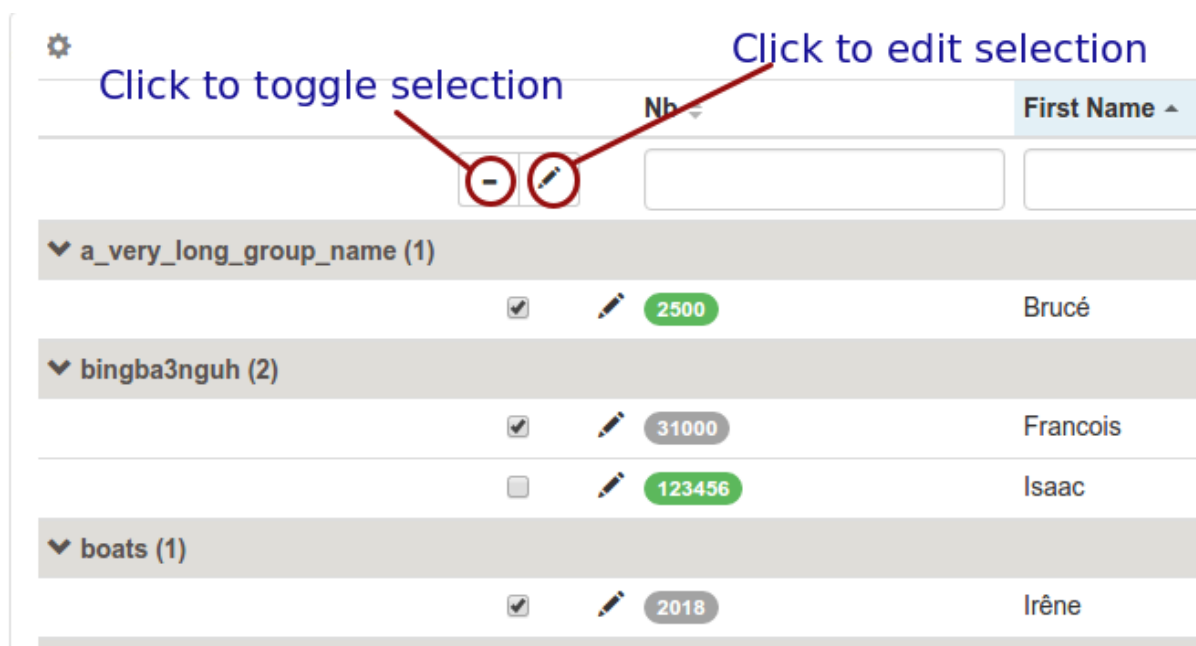 Click to edit selection
Click to toggle selection
Nb
First Name
a_very_long_group_name (1)
2500 Brucé
bingba3nguh (2)
31000 Francois
123456 Isaac
boats (1)
2018 Irêne